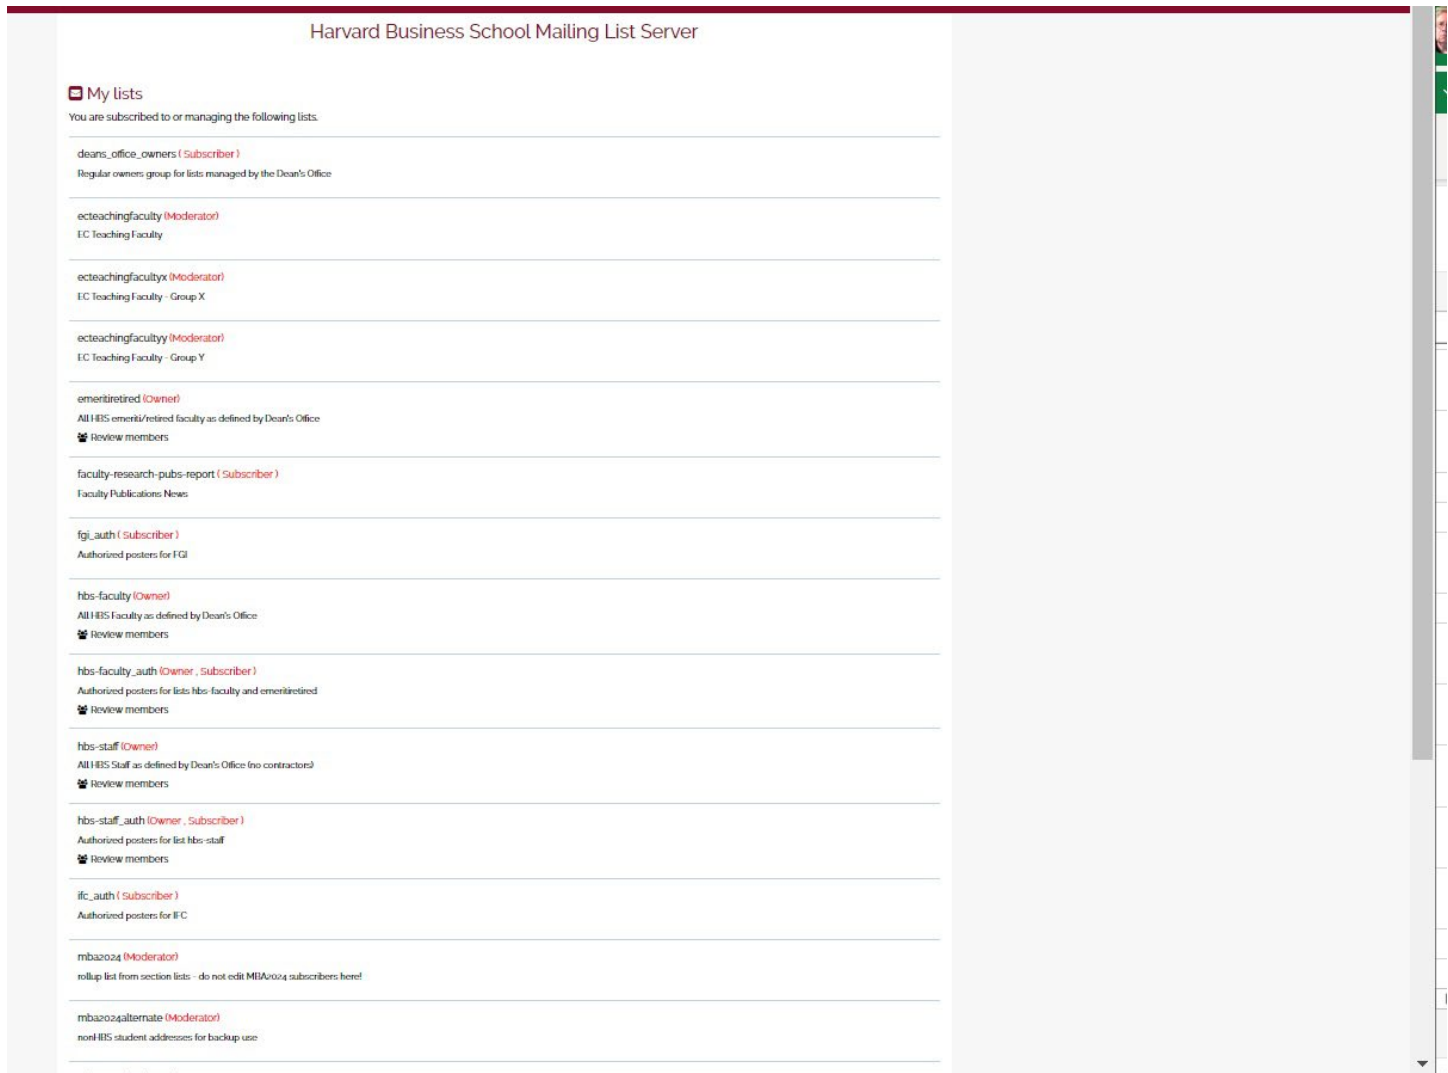 Harvard Business School Mailing List Server
My lists
You are subscribed to or managing the following lists.
deans_office_owners ( Subscriber )
Regular owners group for lists managed by the Dean's Office
ecteachingfaculty (Moderator)
EC Teaching Faculty
ecteachingfacultyx (Moderator)
EC Teaching Faculty - Group X
ecteachingfacultyy (Moderator)
EC Teaching Faculty - Group Y
emeritiretired (Owner)
All HBS emeriti/retired faculty as defined by Dean's Office
Review members
faculty-research-pubs-report ( Subscriber )
Faculty Publications News
fgi_auth ( Subscriber )
Authorized posters for FGI
hbs-faculty (Owner)
All HBS Faculty as defined by Dean's Office
Review members
hbs-faculty_auth (Owner , Subscriber )
Authorized posters for lists hbs-faculty and emeritiretired
Review members
hbs-staff (Owner)
All HBS Staff as defined by Dean's Office (no contractors)
Review members
hbs-staff_auth (Owner , Subscriber )
Authorized posters for list hbs-staff
Review members
ifc_auth ( Subscriber )
Authorized posters for IFC
mba2024 (Moderator)
rollup list from section lists - do not edit MBA2024 subscribers here!
mba2024alternate (Moderator)
nonHBS student addresses for backup use